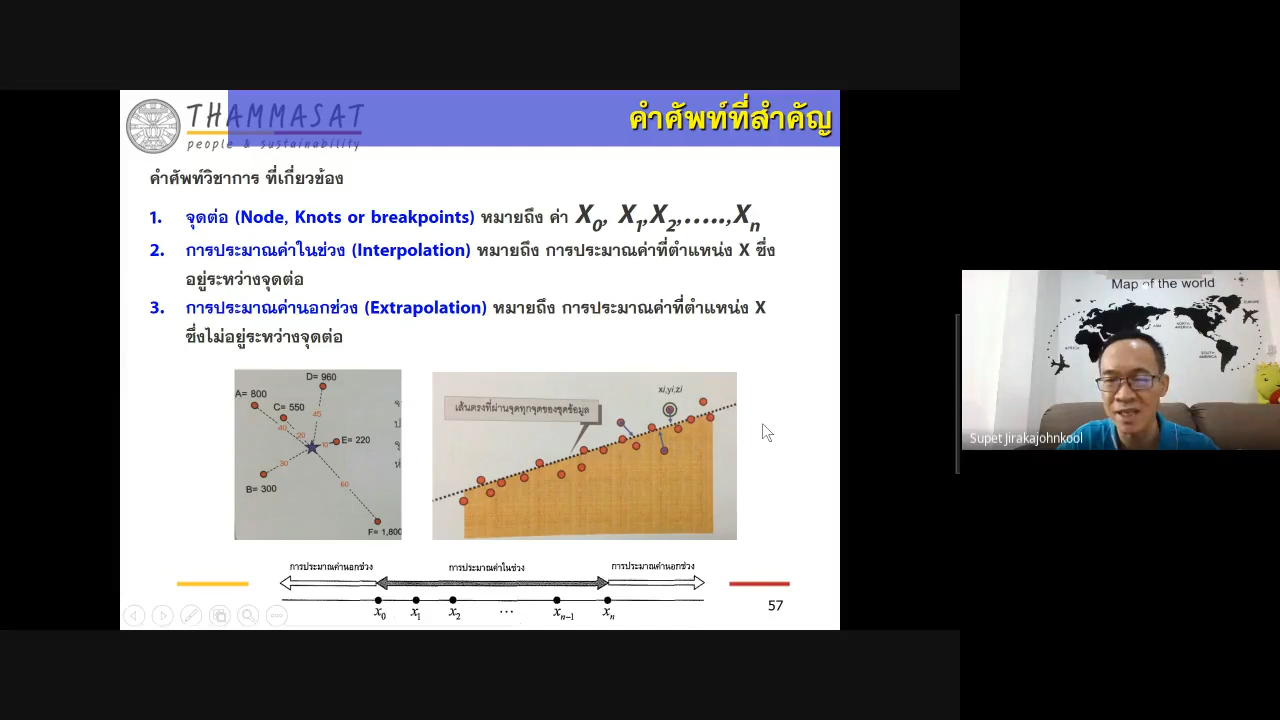 THAMMASAT
people & sustainability
คำศัพท์ที่สำคัญ
คำศัพท์วิชาการ ที่เกี่ยวข้อง
1. จุดต่อ (Node, Knots or breakpoints) หมายถึง ค่า X0, X1,X2,.....,Xn
2. การประมาณค่าในช่วง (Interpolation) หมายถึง การประมาณค่าที่ตำแหน่ง X ซึ่ง
อยู่ระหว่างจุดต่อ
3. การประมาณค่านอกช่วง (Extrapolation) หมายถึง การประมาณค่าที่ตำแหน่ง X
ซึ่งไม่อยู่ระหว่างจุดต่อ
D= 960
A= 800
C= 550
45
40
20
10
E= 220
30
B= 300
60
F= 1,800
xi,yi,zi
เส้นตรงที่ผ่านจุดทุกจุดของชุดข้อมูล
การประมาณค่านอกช่วง การประมาณค่าในช่วง การประมาณค่านอกช่วง
x0 x1 x2 ... xn−1 xn
57
Map of the world
EUROPE
ASIA
NORTH AMERICA
AFRICA
SOUTH AMERICA
Supet Jirakajohnkool